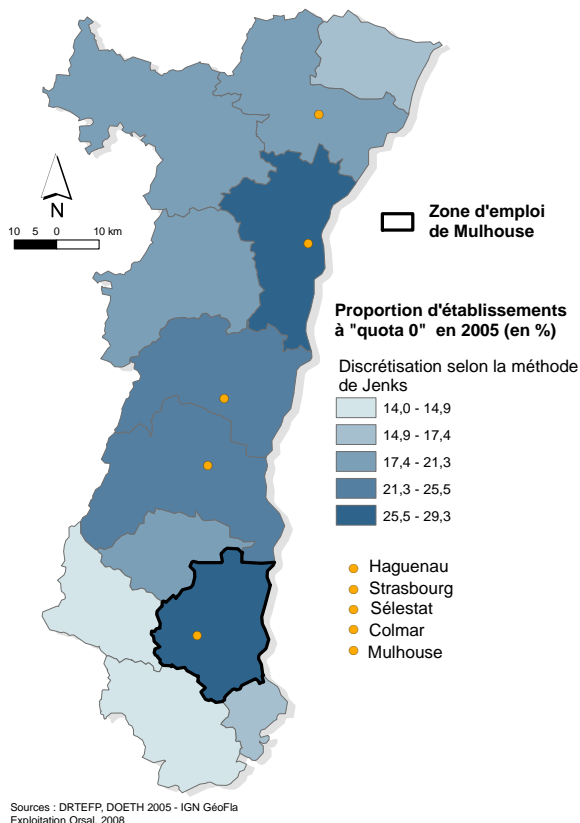 N
10 5 0 10 km
Zone d'emploi
de Mulhouse
Proportion d'établissements
à "quota 0" en 2005 (en %)
Discrétisation selon la méthode
de Jenks
14,0 - 14,9
14,9 - 17,4
17,4 - 21,3
21,3 - 25,5
25,5 - 29,3
Haguenau
Strasbourg
Sélestat
Colmar
Mulhouse
Sources : DRTEFP, DOETH 2005 - IGN GéoFla
Exploitation Orsal, 2008